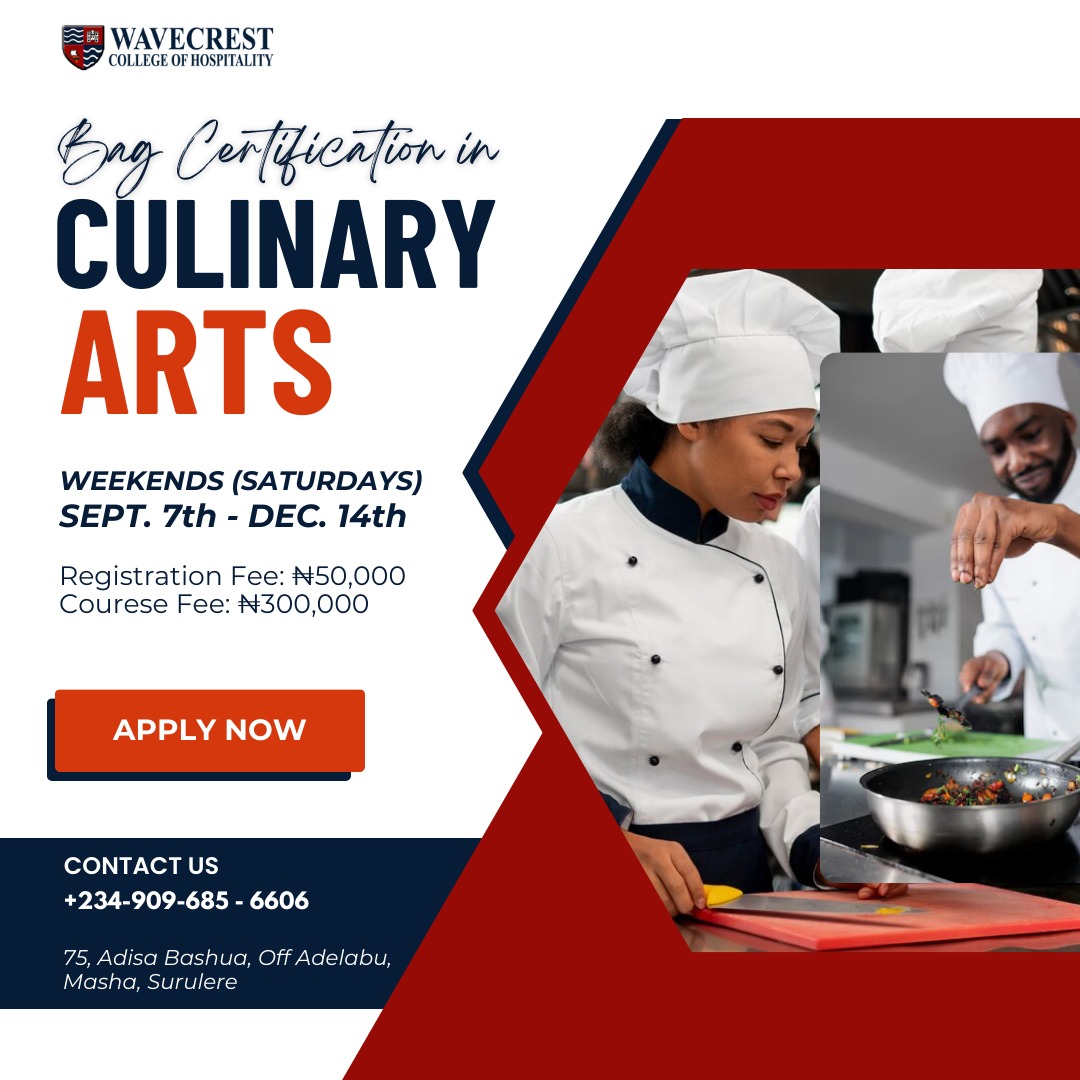 WAVECREST
COLLEGE OF HOSPITALITY
Bag Certification in
CULINARY
ARTS
WEEKENDS (SATURDAYS)
SEPT. 7th - DEC. 14th
Registration Fee: ₦50,000
Courese Fee: ₦300,000
APPLY NOW
CONTACT US
+234-909-685 - 6606
75, Adisa Bashua, Off Adelabu,
Masha, Surulere